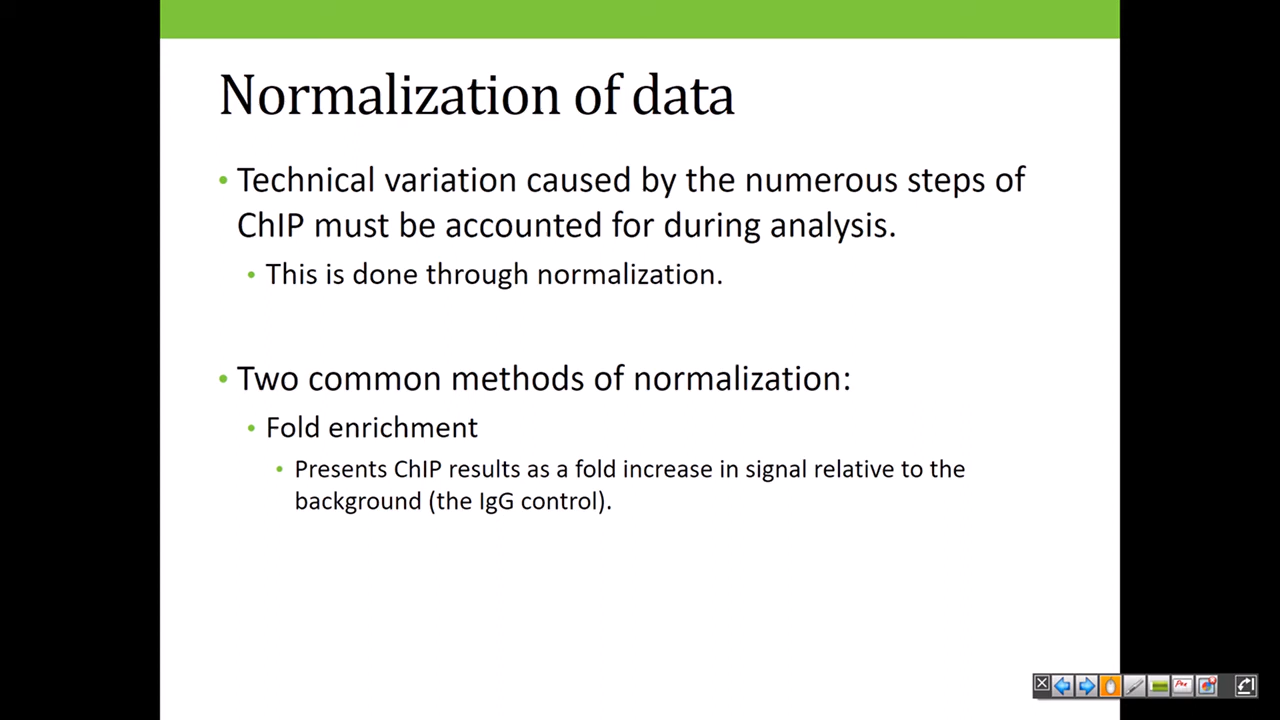 Normalization of data
• Technical variation caused by the numerous steps of
ChIP must be accounted for during analysis.
• This is done through normalization.
• Two common methods of normalization:
• Fold enrichment
• Presents ChIP results as a fold increase in signal relative to the
background (the IgG control).